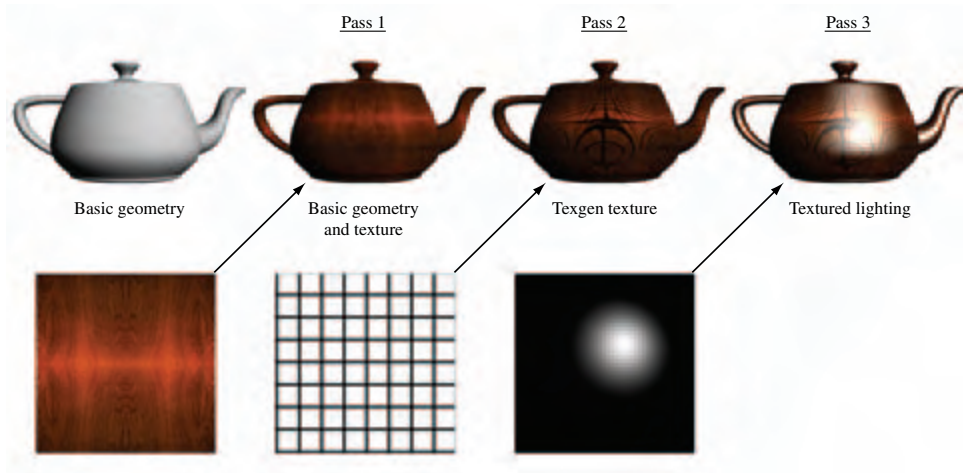 Pass 1
Pass 2
Pass 3
Basic geometry
Basic geometry
and texture
Texgen texture
Textured lighting